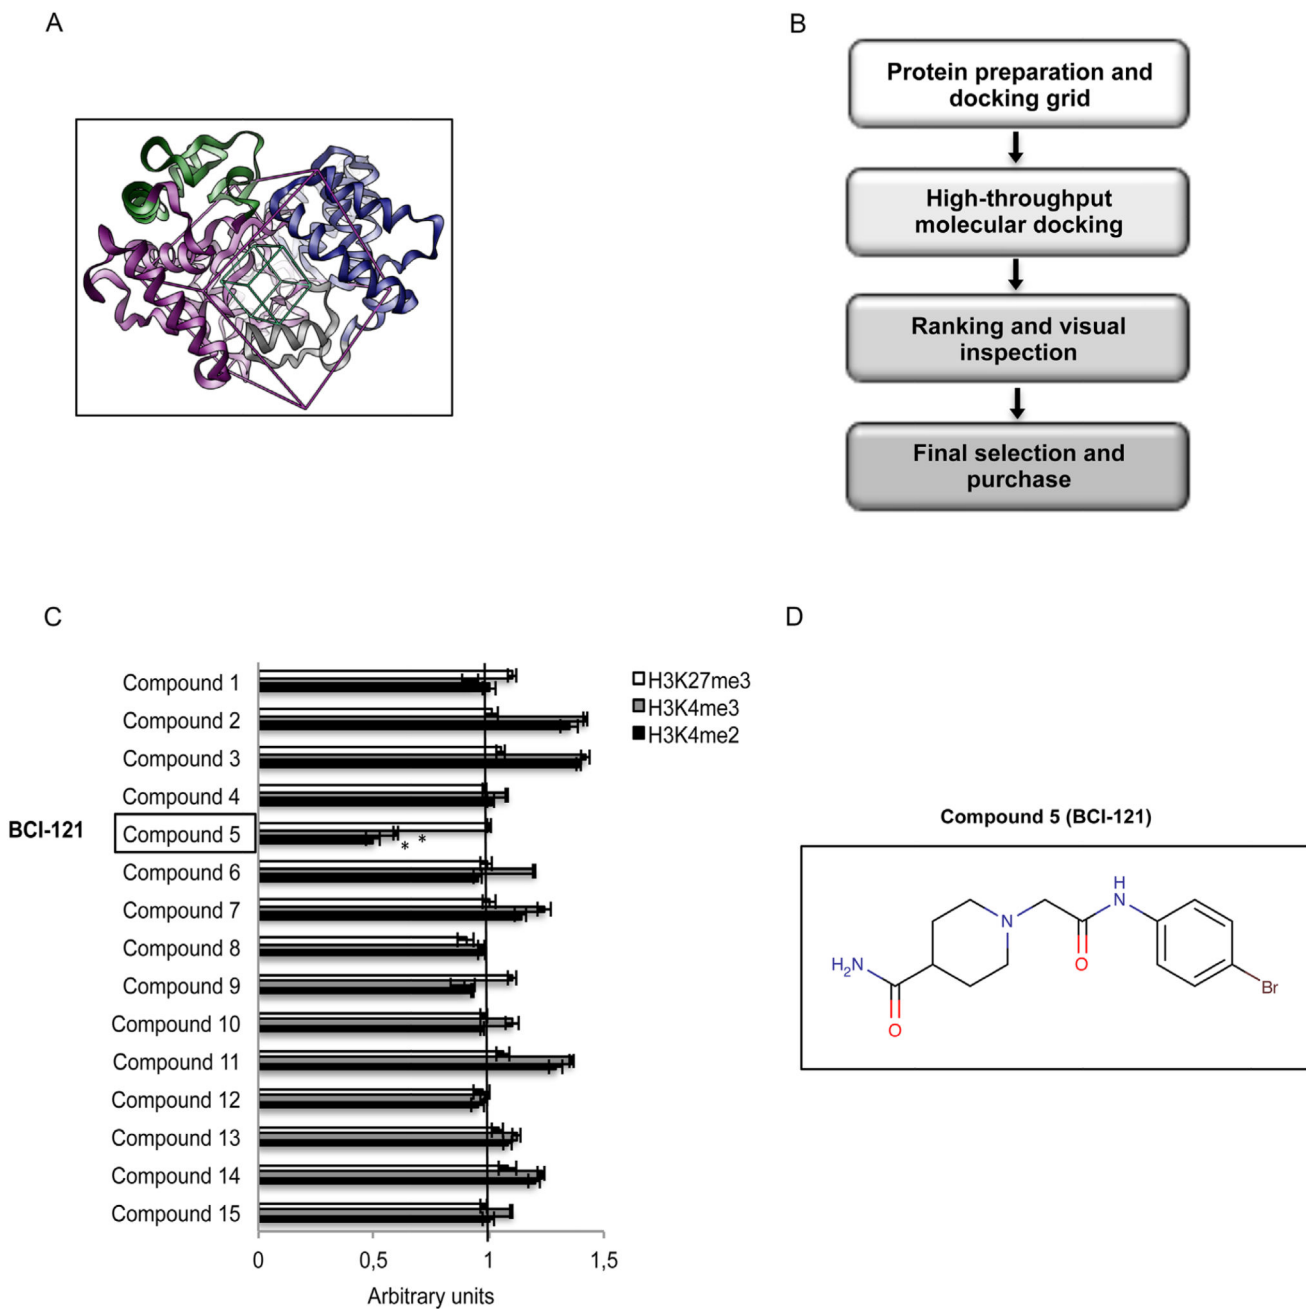 A
B
Protein preparation and
docking grid
High-throughput
molecular docking
Ranking and visual
inspection
Final selection and
purchase
C
Compound 1
Compound 2
Compound 3
Compound 4
BCI-121
Compound 5
* *
Compound 6
Compound 7
Compound 8
Compound 9
Compound 10
Compound 11
Compound 12
Compound 13
Compound 14
Compound 15
0
0,5
1
1,5
Arbitrary units
H3K27me3
H3K4me3
H3K4me2
D
Compound 5 (BCI-121)
H
N
N
H2N
O
O
Br